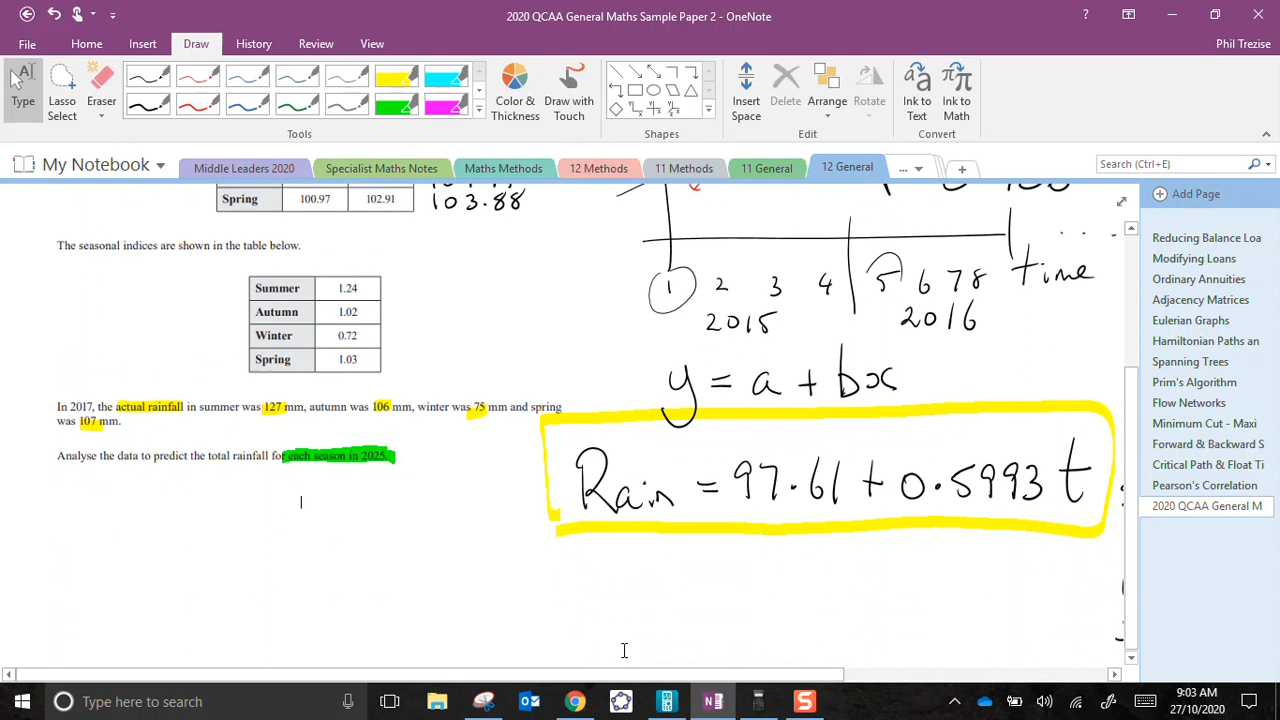 2020 QCAA General Maths Sample Paper 2 - OneNote
File Home Insert Draw History Review View
Phil Trezise
Type
Lasso Select
Eraser
Color & Thickness
Draw with Touch
Insert Space
Delete
Arrange
Rotate
Ink to Text
Ink to Math
Tools
Shapes
Edit
Convert
My Notebook
Middle Leaders 2020
Specialist Maths Notes
Maths Methods
12 Methods
11 Methods
11 General
12 General
...
Search (Ctrl+E)
Add Page
Reducing Balance Loa
Modifying Loans
Ordinary Annuities
Adjacency Matrices
Eulerian Graphs
Hamiltonian Paths an
Spanning Trees
Prim's Algorithm
Flow Networks
Minimum Cut - Maxi
Forward & Backward S
Critical Path & Float Ti
Pearson's Correlation
2020 QCAA General M
Spring 100.97 102.91 103.88
The seasonal indices are shown in the table below.
Summer 1.24
Autumn 1.02
Winter 0.72
Spring 1.03
In 2017, the actual rainfall in summer was 127 mm, autumn was 106 mm, winter was 75 mm and spring
was 107 mm.
Analyse the data to predict the total rainfall for each season in 2025.
1 2 3 4 5 6 7 8 time
2015 2016
y = a + bx
Rain = 97.61 + 0.5993 t
Type here to search
9:03 AM
27/10/2020